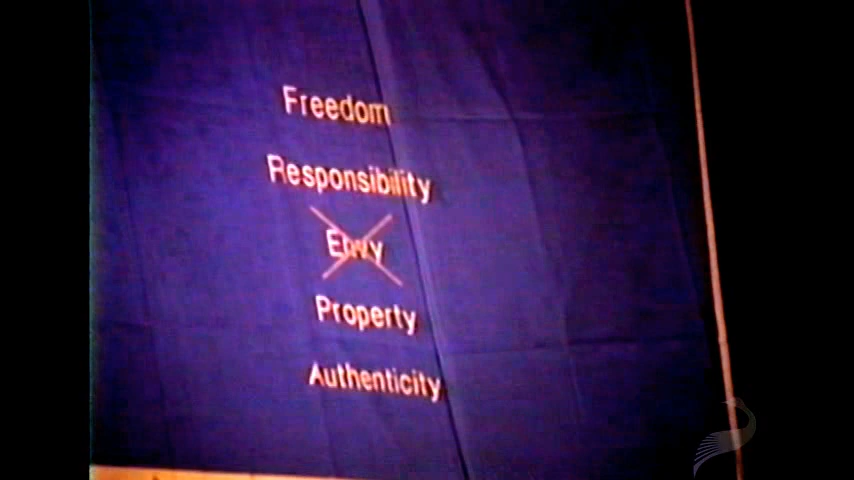 Freedom
Responsibility
Envy
Property
Authenticity